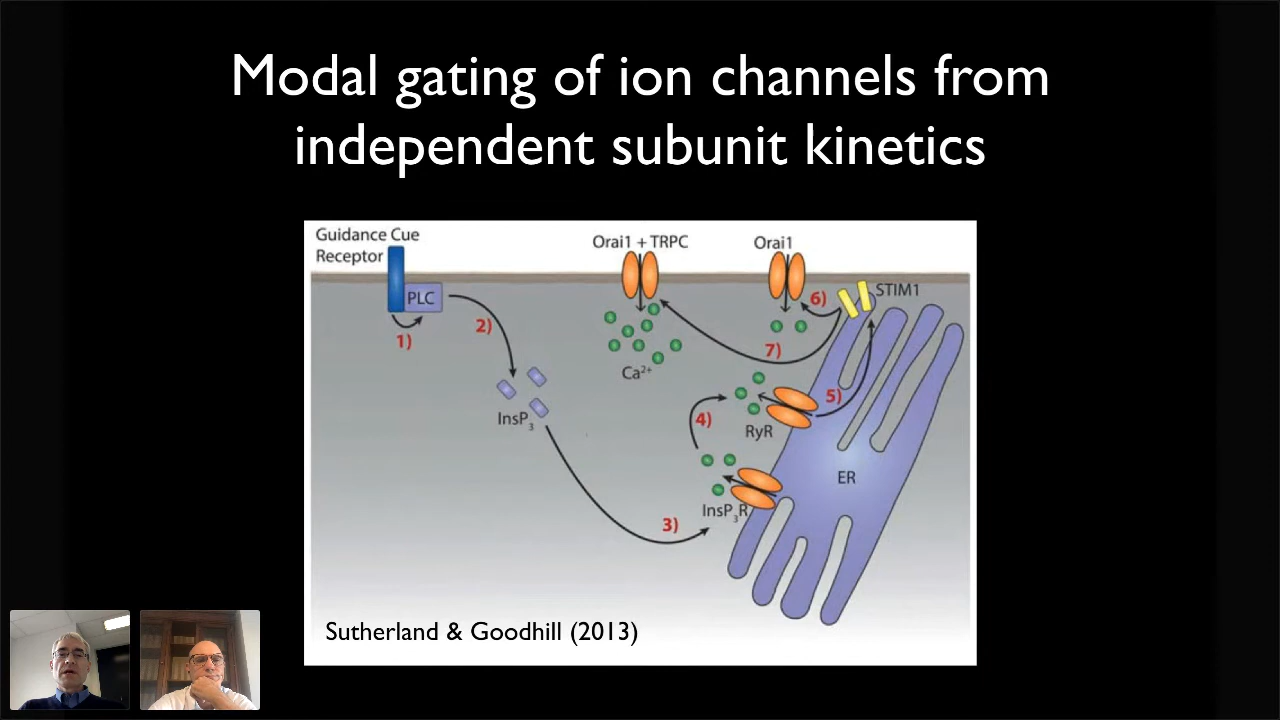 Modal gating of ion channels from
independent subunit kinetics
Guidance Cue
Receptor
PLC
1)
2)
InsP₃
3)
Orai1 + TRPC
Ca²⁺
Orai1
6)
STIM1
7)
5)
4)
RyR
ER
InsP₃R
Sutherland & Goodhill (2013)